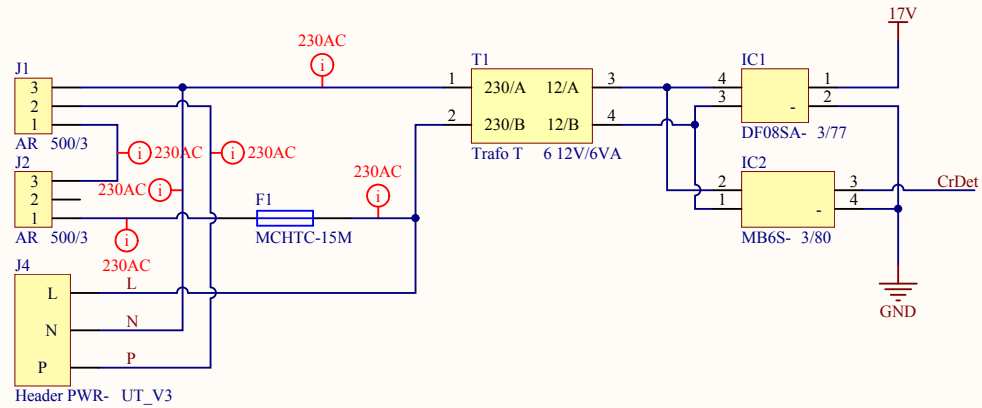 17V
230AC
J1
3
2
1
AR 500/3
T1
1
2
230/A 12/A
230/B 12/B
3
4
Trafo T 6 12V/6VA
IC1
4
3
1
2
-
DF08SA- 3/77
i
i 230AC
i 230AC
J2
3
2
1
AR 500/3
230AC i
230AC
i
i
230AC
F1
MCHTC-15M
IC2
2
1
3
4
-
MB6S- 3/80
CrDet
GND
J4
L
N
P
L
N
P
Header PWR- UT_V3